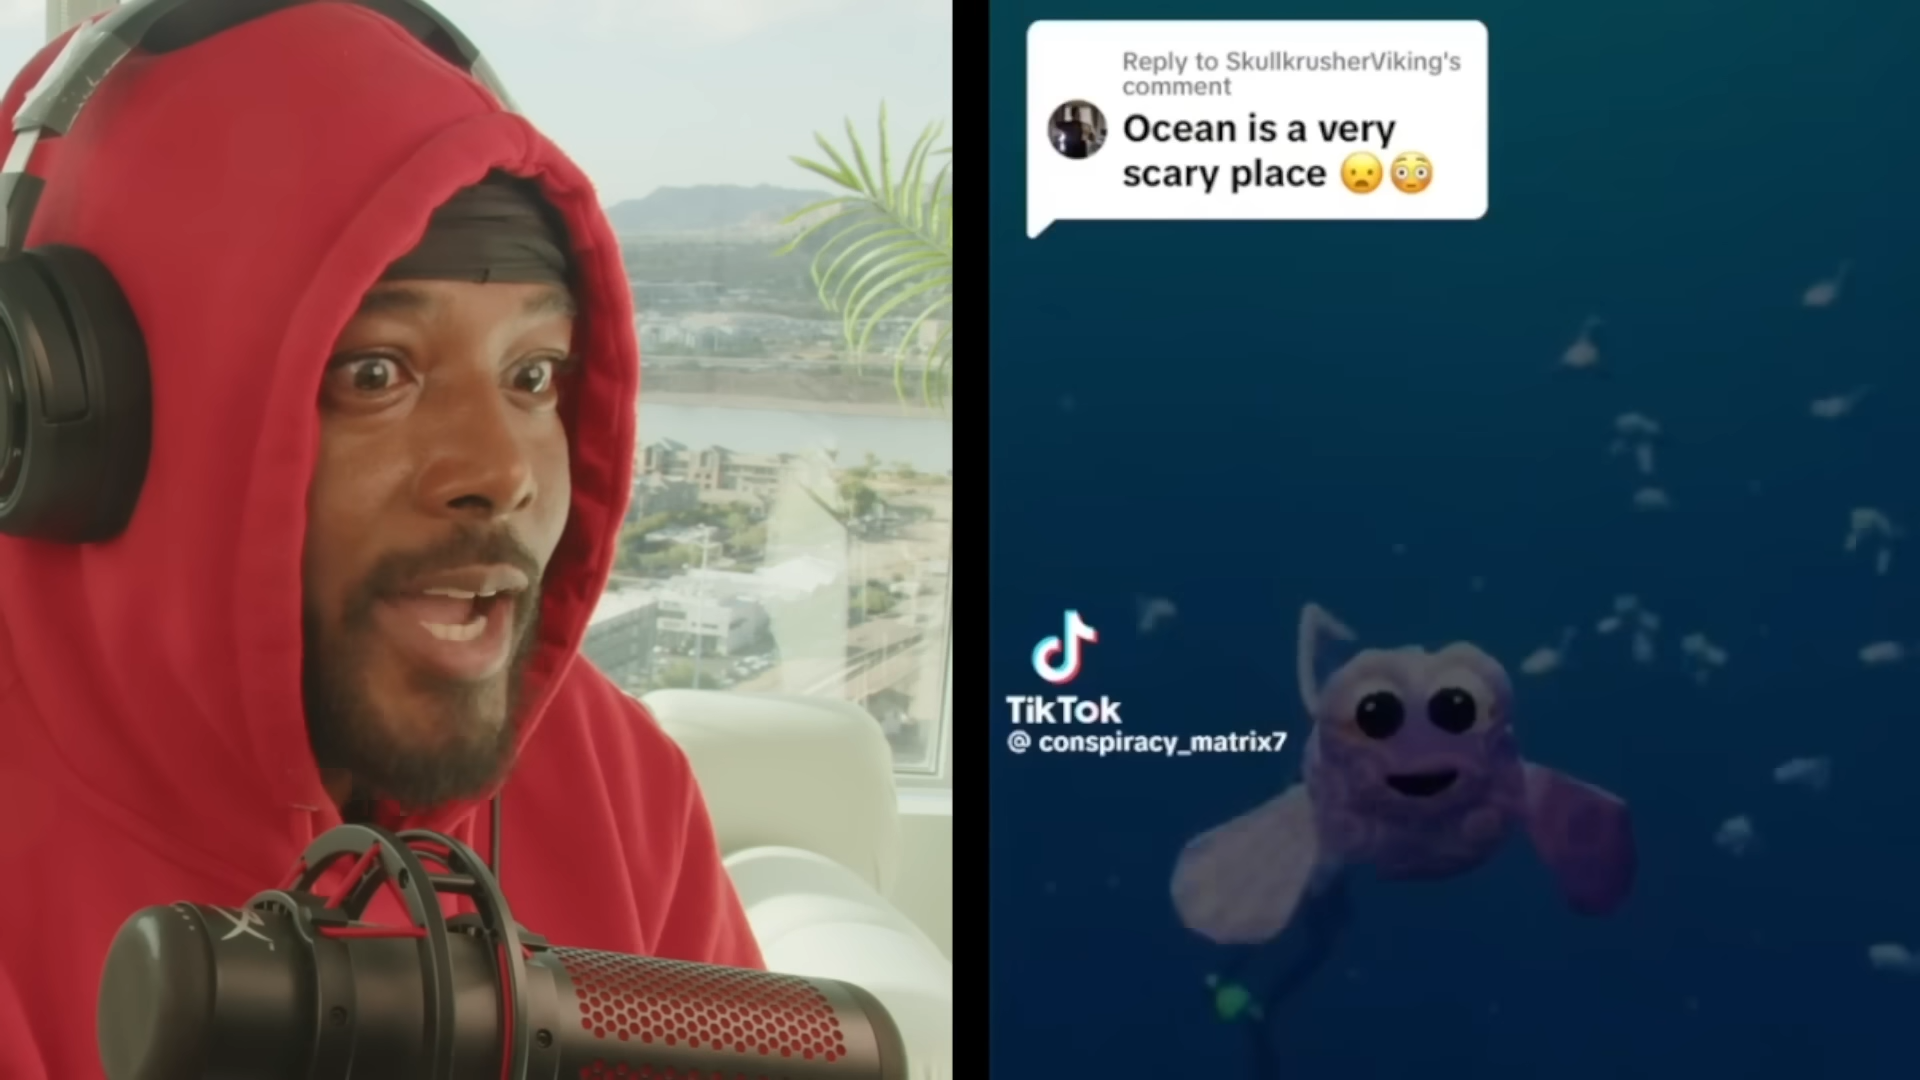 Reply to SkullkrusherViking's
comment
Ocean is a very
scary place 😦😳
TikTok
@ conspiracy_matrix7